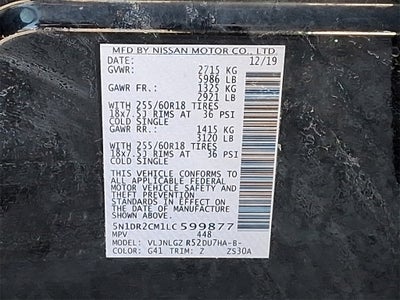 MFD BY NISSAN MOTOR CO., LTD.
DATE: 12/19
GVWR: 2715 KG
5986 LB
GAWR FR.: 1325 KG
2921 LB
WITH 255/60R18 TIRES
18x7.5J RIMS AT 36 PSI
COLD SINGLE
GAWR RR.: 1415 KG
3120 LB
WITH 255/60R18 TIRES
18x7.5J RIMS AT 36 PSI
COLD SINGLE
THIS VEHICLE CONFORMS TO
ALL APPLICABLE FEDERAL
MOTOR VEHICLE SAFETY AND
THEFT PREVENTION
STANDARDS IN EFFECT ON THE
DATE OF MANUFACTURE
5N1DR2CM1LC599877
MPV 448
MODEL: VLJNLGZ R52DU7HA-B-
COLOR: G41 TRIM: Z ZS30A